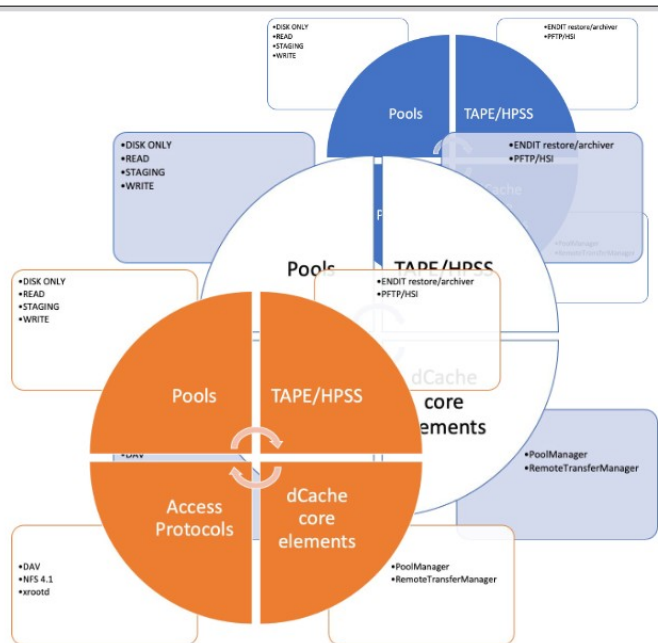 •DISK ONLY
•READ
•STAGING
•WRITE
•ENDIT restore/archiver
•PFTP/HSI
Pools
TAPE/HPSS
•DISK ONLY
•READ
•STAGING
•WRITE
•ENDIT restore/archiver
•PFTP/HSI
•PoolManager
•RemoteTransferManager
Pools
TAPE/HPSS
•DISK ONLY
•READ
•STAGING
•WRITE
•ENDIT restore/archiver
•PFTP/HSI
dCache
core
elements
Pools
TAPE/HPSS
•DAV
•PoolManager
•RemoteTransferManager
Access
Protocols
dCache
core
elements
•DAV
•NFS 4.1
•xrootd
•PoolManager
•RemoteTransferManager